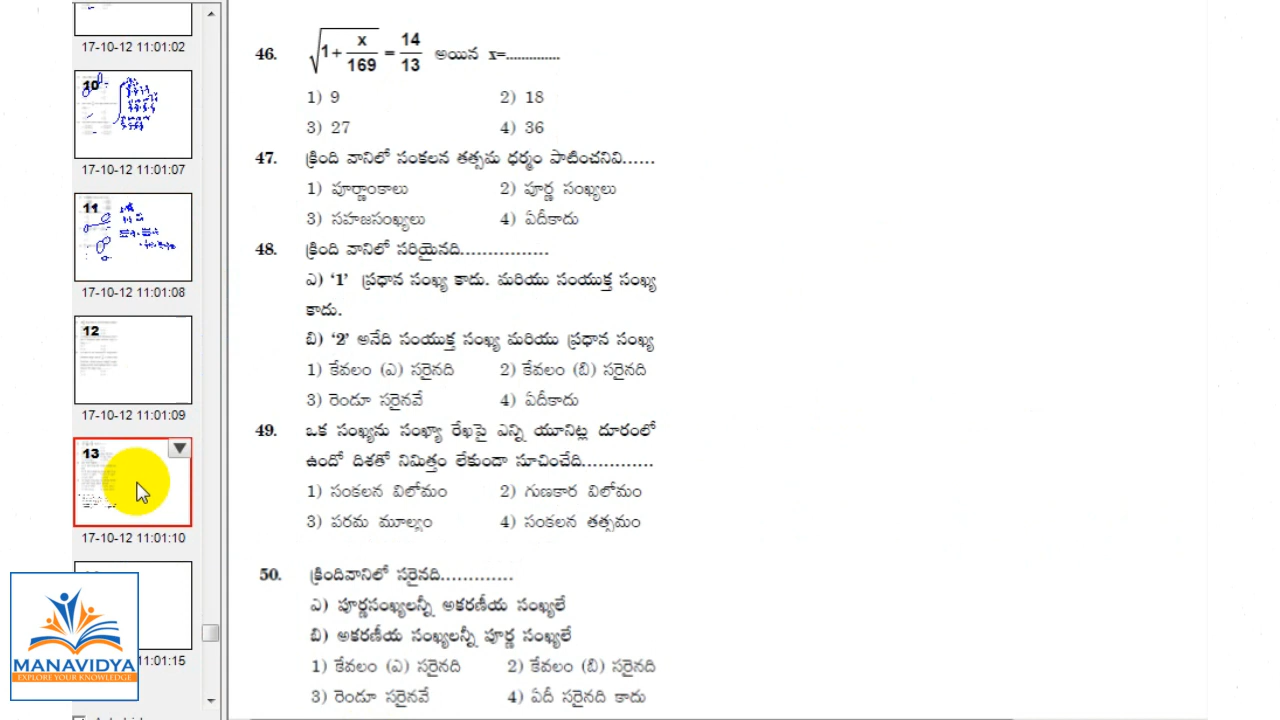 17-10-12 11:01:02
10
17-10-12 11:01:07
11
17-10-12 11:01:08
12
17-10-12 11:01:09
13
17-10-12 11:01:10
11:01:15
MANAVIDYA
EXPLORE YOUR KNOWLEDGE
46. √(1 + x/169) = 14/13 అయిన x=..............
1) 9 2) 18
3) 27 4) 36
47. క్రింది వానిలో సంకలన తత్సమ ధర్మం పాటించనివి......
1) పూర్ణాంకాలు 2) పూర్ణ సంఖ్యలు
3) సహజసంఖ్యలు 4) ఏదీకాదు
48. క్రింది వానిలో సరియైనది................
ఎ) ‘1’ ప్రధాన సంఖ్య కాదు. మరియు సంయుక్త సంఖ్య
కాదు.
బి) ‘2’ అనేది సంయుక్త సంఖ్య మరియు ప్రధాన సంఖ్య
1) కేవలం (ఎ) సరైనది 2) కేవలం (బి) సరైనది
3) రెండూ సరైనవే 4) ఏదీకాదు
49. ఒక సంఖ్యను సంఖ్యా రేఖపై ఎన్ని యూనిట్ల దూరంలో
ఉందో దిశతో నిమిత్తం లేకుండా సూచించేది.............
1) సంకలన విలోమం 2) గుణకార విలోమం
3) పరమ మూల్యం 4) సంకలన తత్సమం
50. క్రిందివానిలో సరైనది.............
ఎ) పూర్ణసంఖ్యలన్నీ అకరణీయ సంఖ్యలే
బి) అకరణీయ సంఖ్యలన్నీ పూర్ణ సంఖ్యలే
1) కేవలం (ఎ) సరైనది 2) కేవలం (బి) సరైనది
3) రెండూ సరైనవే 4) ఏదీ సరైనది కాదు